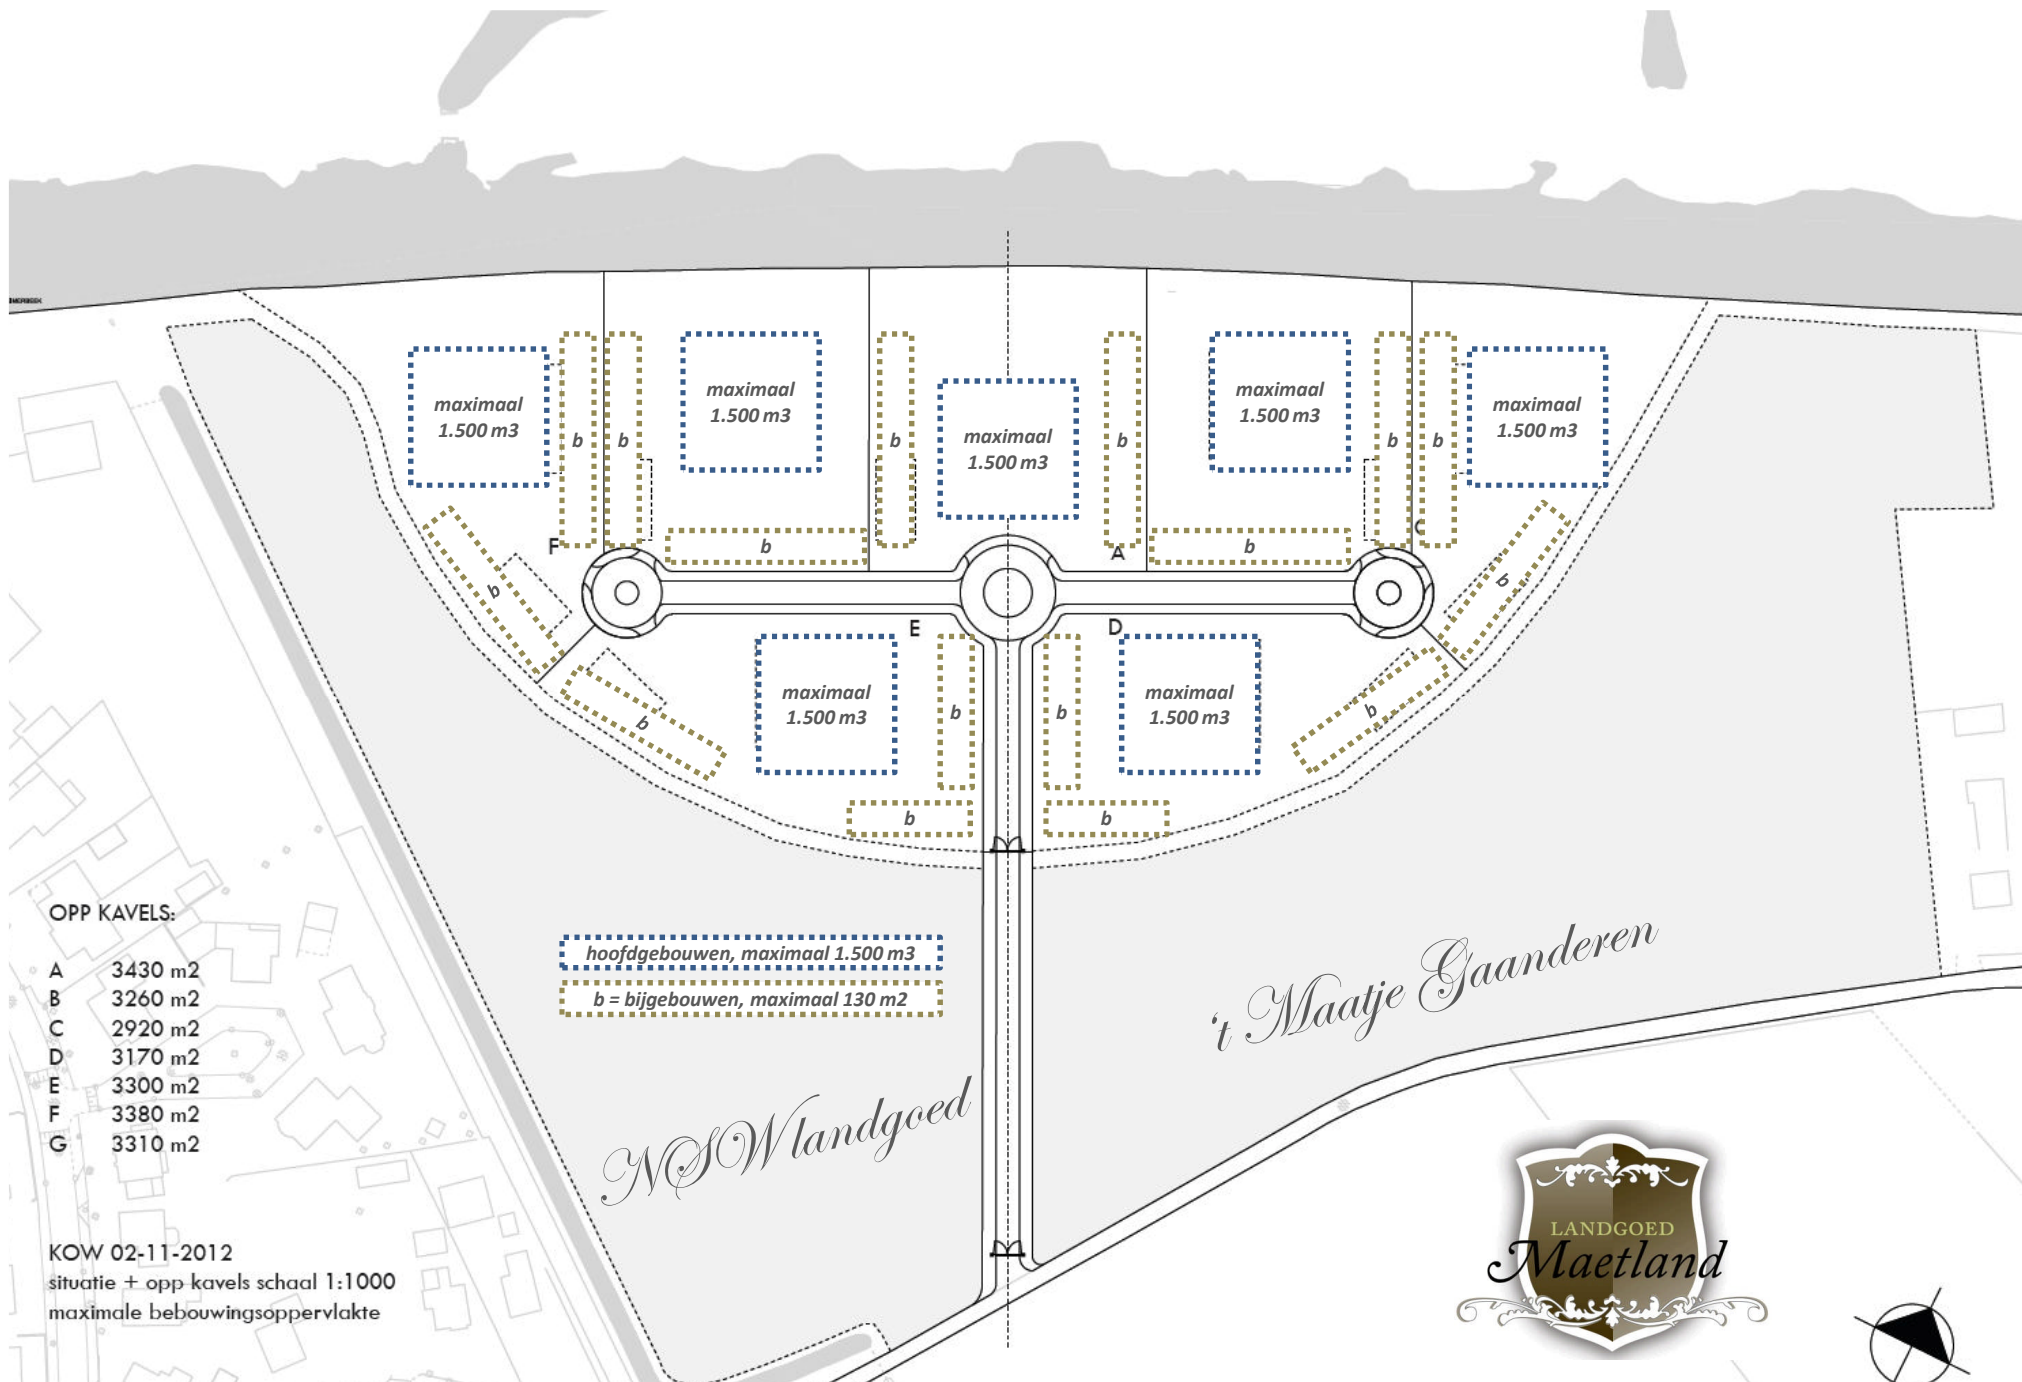 maximaal
1.500 m3
b
b
maximaal
1.500 m3
b
maximaal
1.500 m3
b
maximaal
1.500 m3
b
b
maximaal
1.500 m3
F
b
A
b
C
b
b
E
D
b
maximaal
1.500 m3
b
b
maximaal
1.500 m3
b
b
b
OPP KAVELS:
A 3430 m2
B 3260 m2
C 2920 m2
D 3170 m2
E 3300 m2
F 3380 m2
G 3310 m2
hoofdgebouwen, maximaal 1.500 m3
b = bijgebouwen, maximaal 130 m2
't Maatje Gaanderen
NSW landgoed
KOW 02-11-2012
situatie + opp kavels schaal 1:1000
maximale bebouwingsoppervlakte
LANDGOED
Maetland